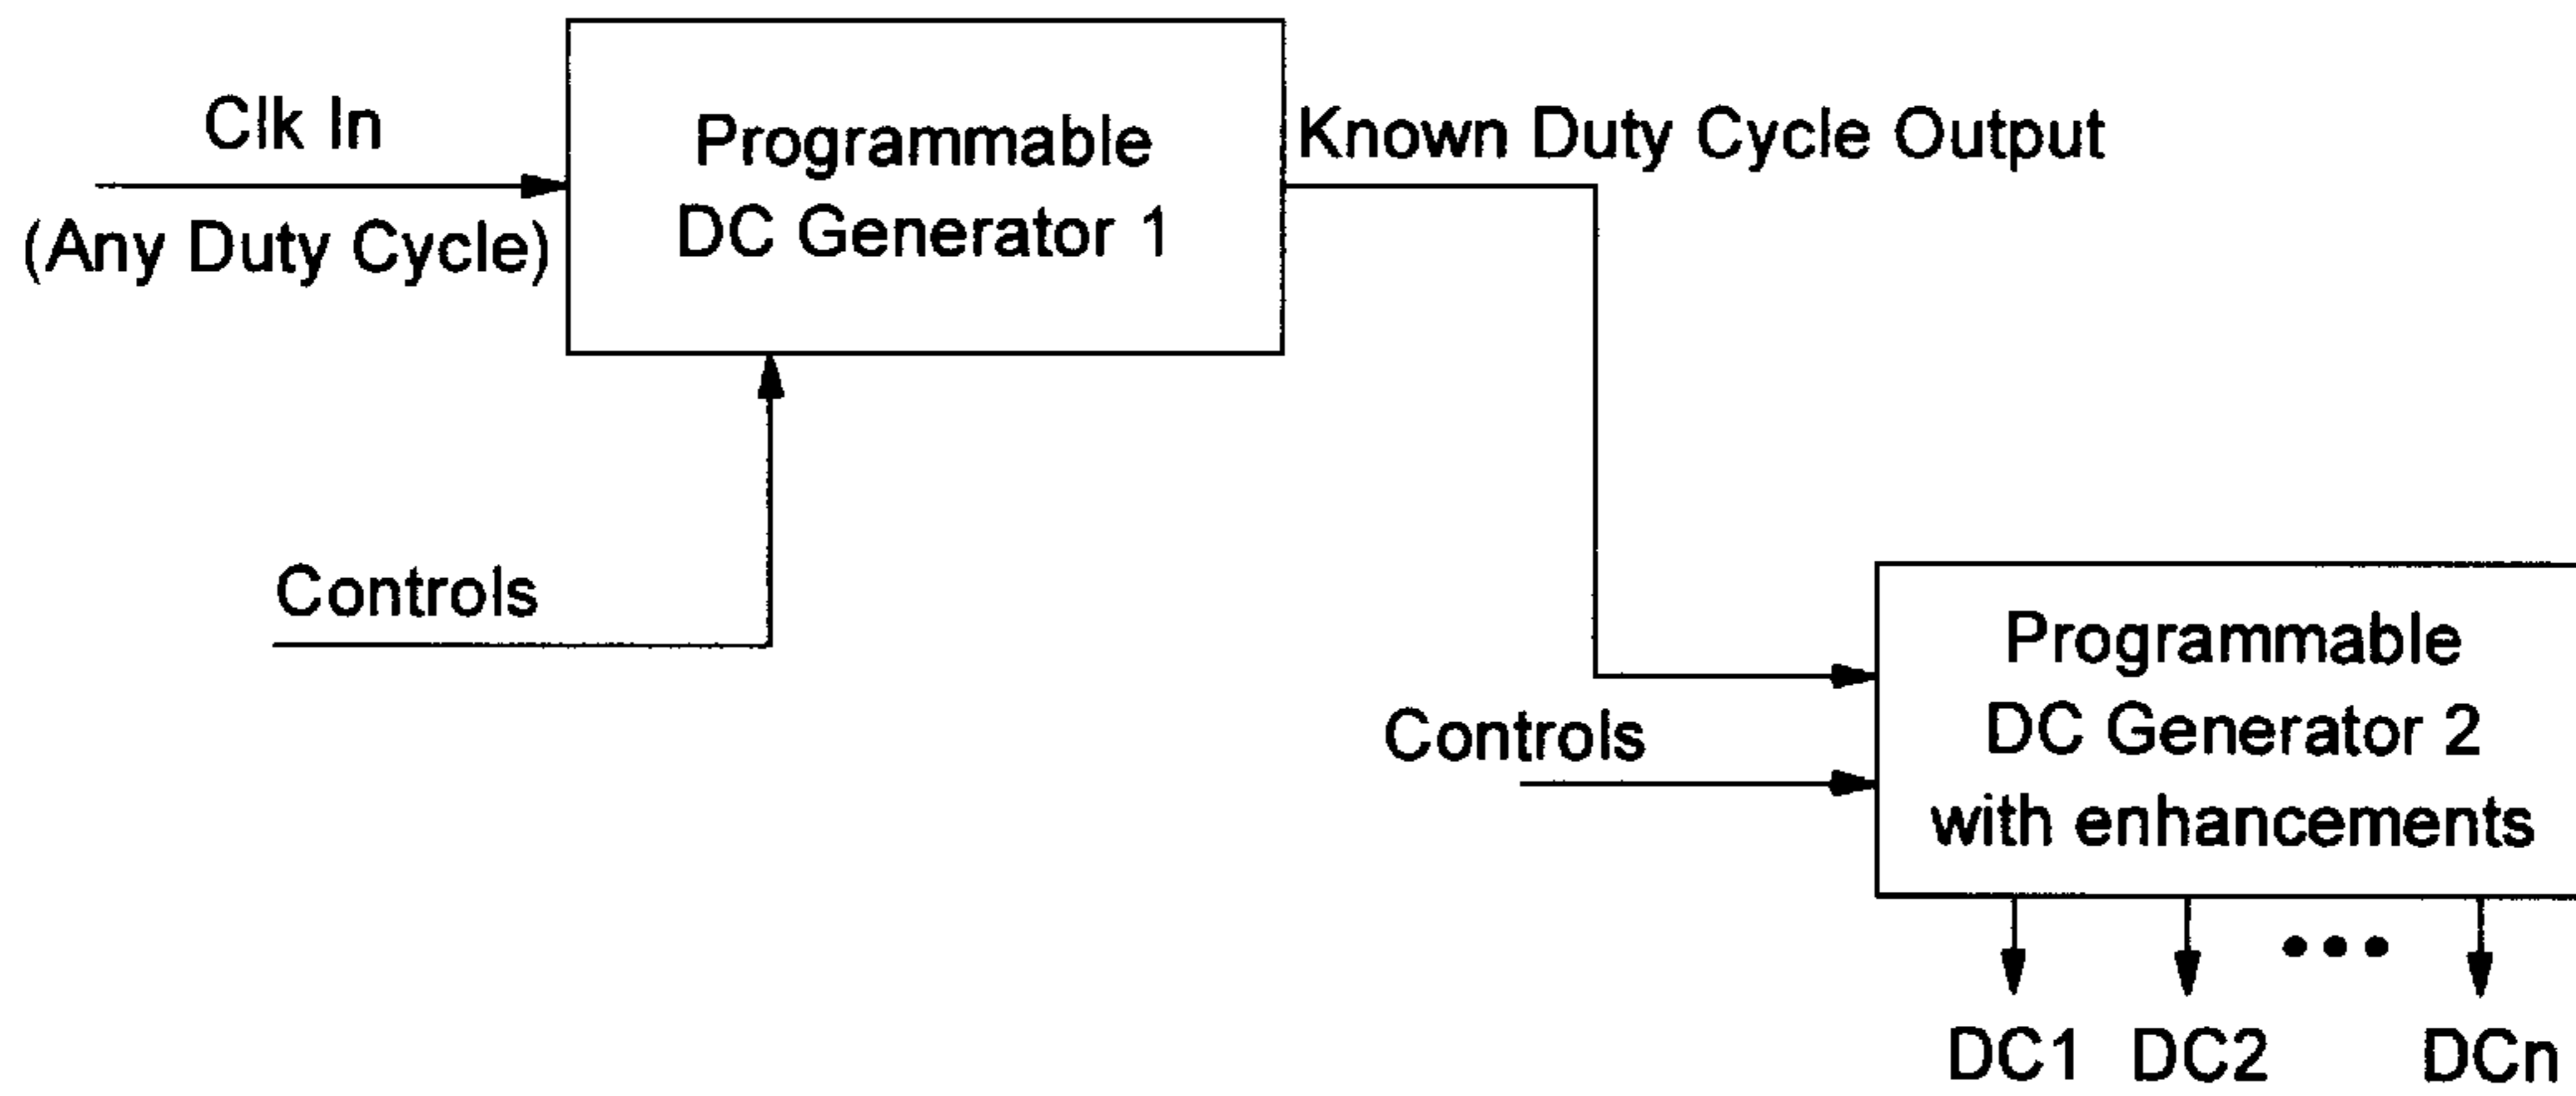 Clk In
(Any Duty Cycle)
Programmable
DC Generator 1
Known Duty Cycle Output
Controls
Controls
Programmable
DC Generator 2
with enhancements
DC1 DC2 ••• DCn